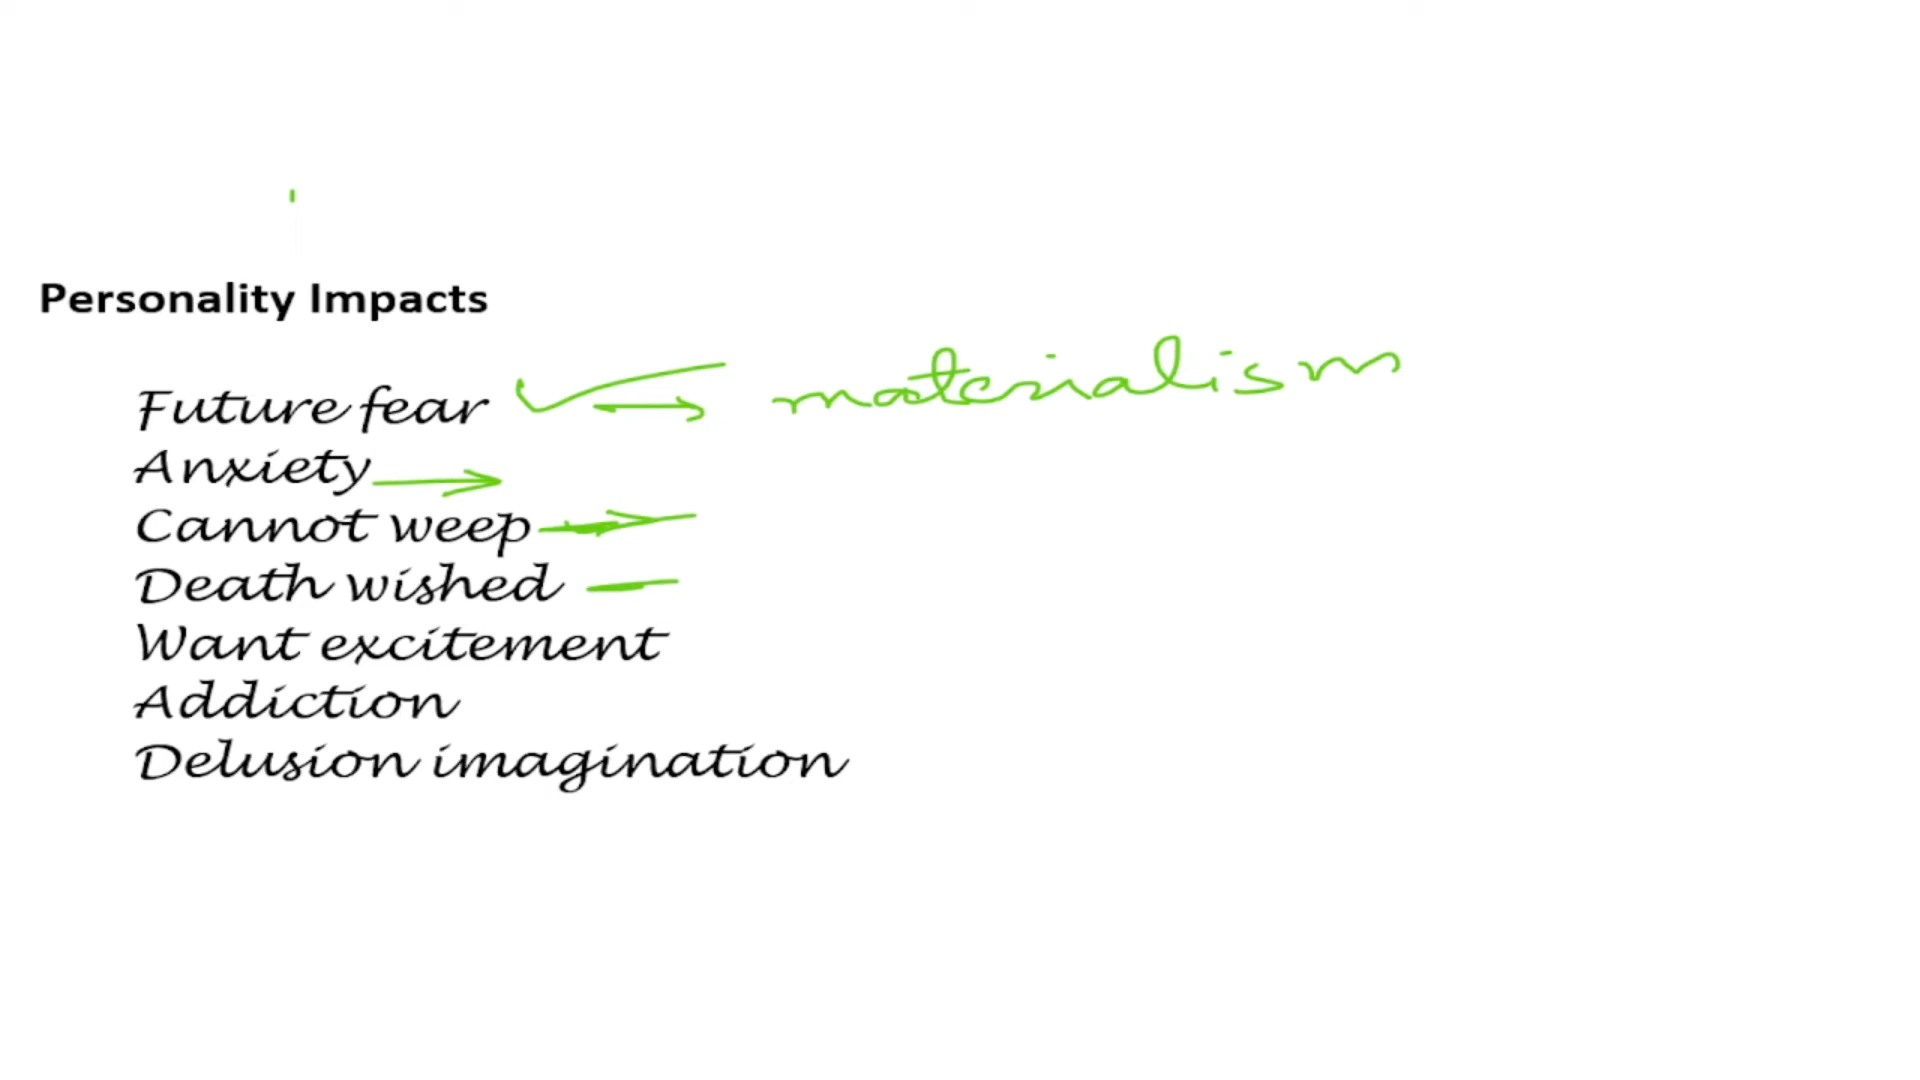 Personality Impacts
Future fear → materialism
Anxiety
Cannot weep
Death wished
Want excitement
Addiction
Delusion imagination